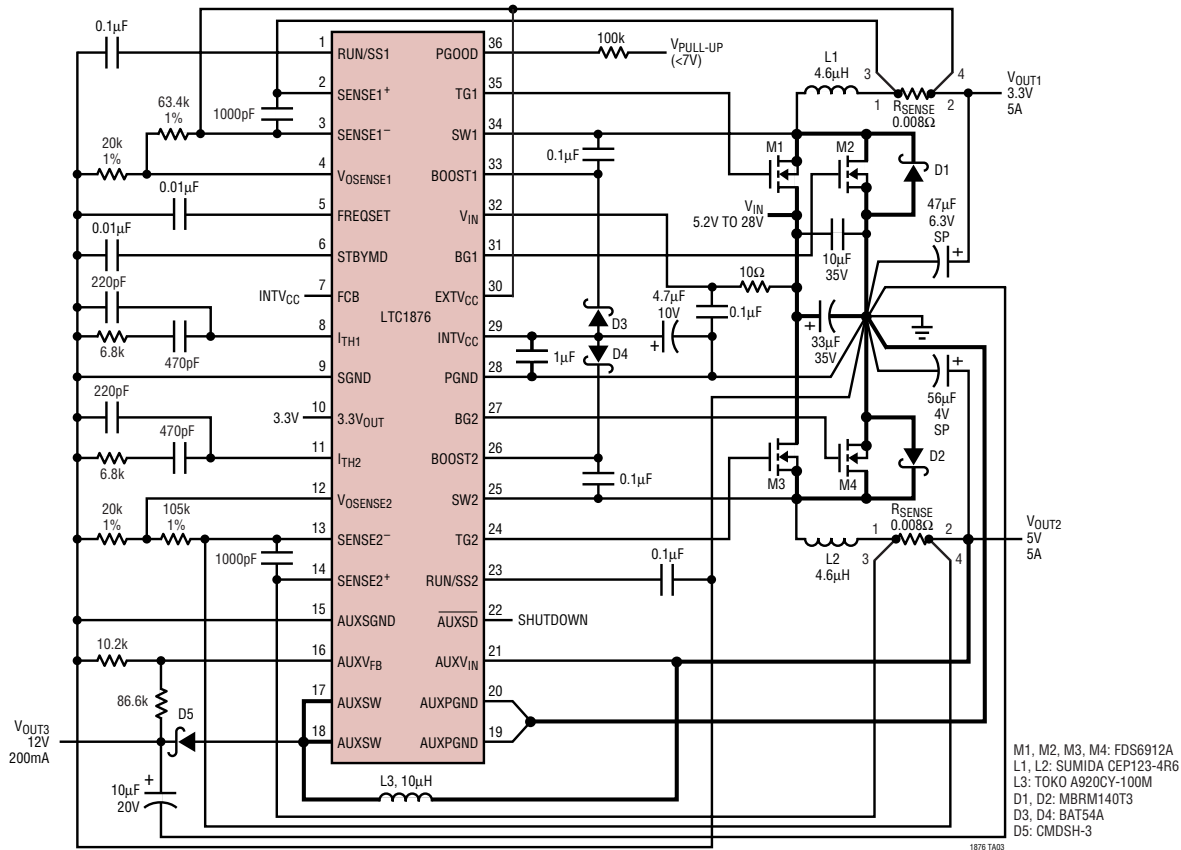 0.1µF
1
RUN/SS1
2
SENSE1+
1000pF
63.4k
1%
3
SENSE1−
20k
1%
4
VOSENSE1
0.01µF
5
FREQSET
0.01µF
6
STBYMD
220pF
INTVCC
7
FCB
8
ITH1
6.8k
470pF
9
SGND
220pF
3.3V
10
3.3VOUT
470pF
11
ITH2
6.8k
12
VOSENSE2
20k
1%
105k
1%
13
SENSE2−
1000pF
14
SENSE2+
15
AUXSGND
10.2k
16
AUXVFB
86.6k
17
AUXSW
D5
18
AUXSW
VOUT3
12V
200mA
10µF
20V
+
L3, 10µH
LTC1876
36
PGOOD
100k
VPULL-UP
(<7V)
35
TG1
34
SW1
0.1µF
33
BOOST1
32
VIN
31
BG1
30
EXTVCC
29
INTVCC
28
PGND
27
BG2
26
BOOST2
25
SW2
24
TG2
23
RUN/SS2
22
AUXSD
SHUTDOWN
21
AUXVIN
20
AUXPGND
19
AUXPGND
L1
4.6µH
3
4
1
2
RSENSE
0.008Ω
VOUT1
3.3V
5A
M1
M2
D1
VIN
5.2V TO 28V
10µF
35V
47µF
6.3V
SP
+
10Ω
4.7µF
10V
+
0.1µF
D3
D4
1µF
+
33µF
35V
+
56µF
4V
SP
M3
M4
D2
0.1µF
RSENSE
0.008Ω
1
2
3
4
L2
4.6µH
VOUT2
5V
5A
0.1µF
M1, M2, M3, M4: FDS6912A
L1, L2: SUMIDA CEP123-4R6
L3: TOKO A920CY-100M
D1, D2: MBRM140T3
D3, D4: BAT54A
D5: CMDSH-3
1876 TA03